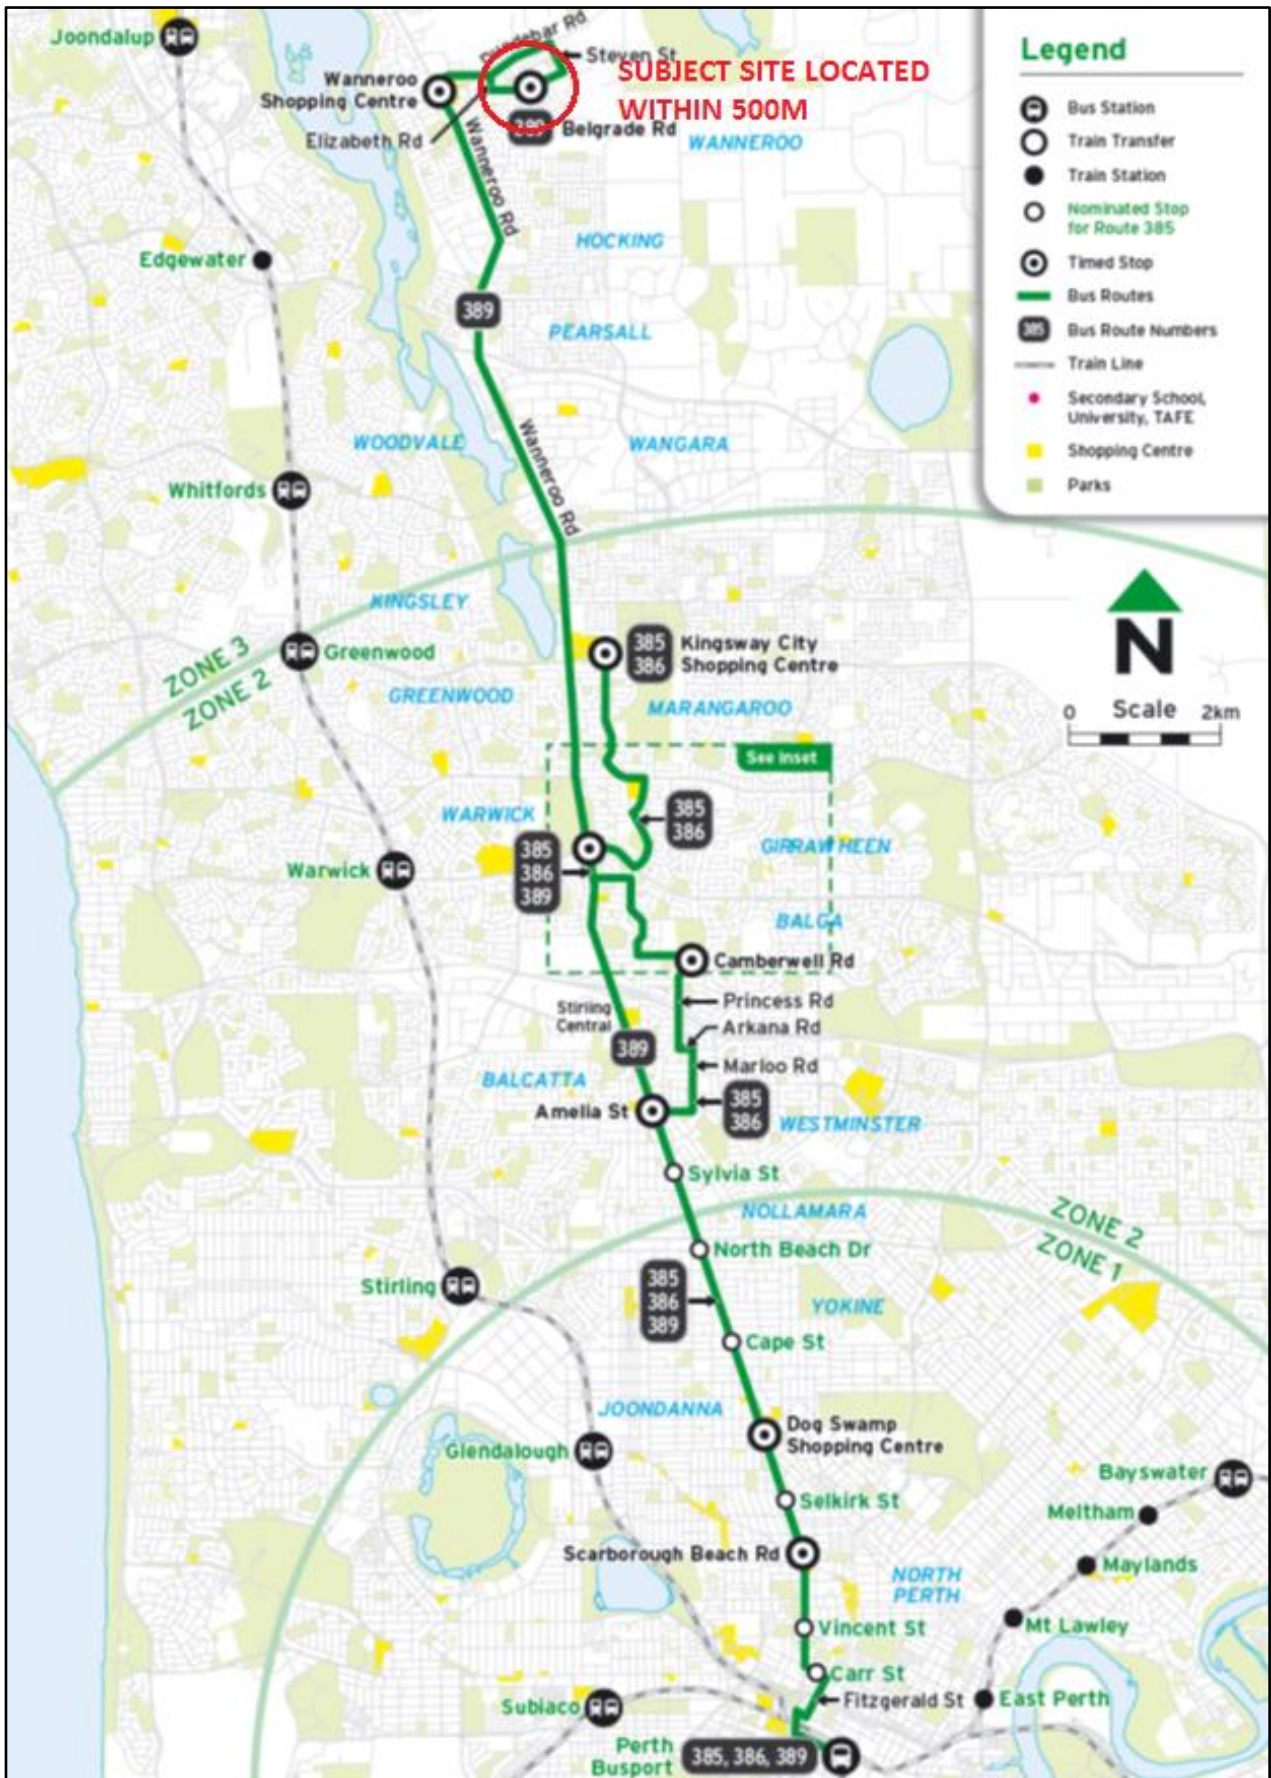 Joondalup
Dundebar Rd
Steven St
Wanneroo
Shopping Centre
SUBJECT SITE LOCATED
WITHIN 500M
Elizabeth Rd
389
Belgrade Rd
WANNEROO
Wanneroo Rd
HOCKING
Edgewater
389
PEARSALL
WOODVALE
WANGARA
Wanneroo Rd
Whitfords
Legend
Bus Station
Train Transfer
Train Station
Nominated Stop
for Route 385
Timed Stop
Bus Routes
385
Bus Route Numbers
Train Line
Secondary School,
University, TAFE
Shopping Centre
Parks
N
0 Scale 2km
KINGSLEY
ZONE 3
ZONE 2
Greenwood
385
386
Kingsway City
Shopping Centre
GREENWOOD
MARANGAROO
See inset
WARWICK
385
386
GIRRAWHEEN
385
386
389
Warwick
BALGA
Camberwell Rd
Princess Rd
Stirling
Central
Arkana Rd
389
Marloo Rd
BALCATTA
385
386
Amelia St
WESTMINSTER
Sylvia St
NOLLAMARA
ZONE 2
ZONE 1
North Beach Dr
Stirling
385
386
389
YOKINE
Cape St
JOONDANNA
Dog Swamp
Shopping Centre
Glendalough
Bayswater
Selkirk St
Meltham
Scarborough Beach Rd
Maylands
NORTH
PERTH
Vincent St
Mt Lawley
Carr St
Fitzgerald St
East Perth
Subiaco
Perth
Busport
385, 386, 389